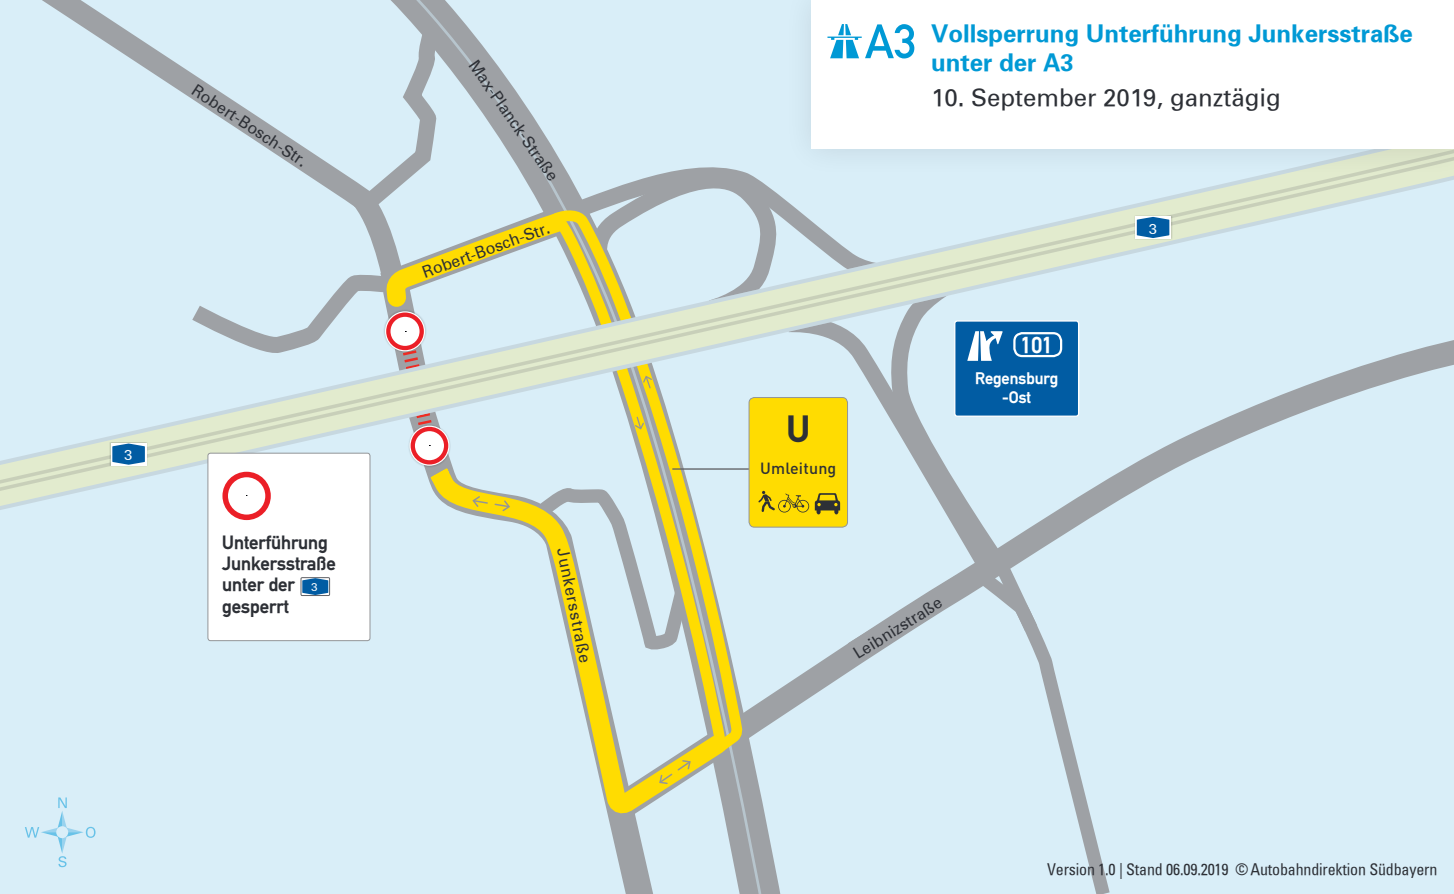 A3
Vollsperrung Unterführung Junkersstraße
unter der A3
10. September 2019, ganztägig
Robert-Bosch-Str.
Max-Planck-Straße
Robert-Bosch-Str.
3
101
Regensburg
-Ost
3
U
Umleitung
Unterführung
Junkersstraße
unter der 3
gesperrt
Junkersstraße
Leibnizstraße
N
W O
S
Version 1.0 | Stand 06.09.2019 © Autobahndirektion Südbayern